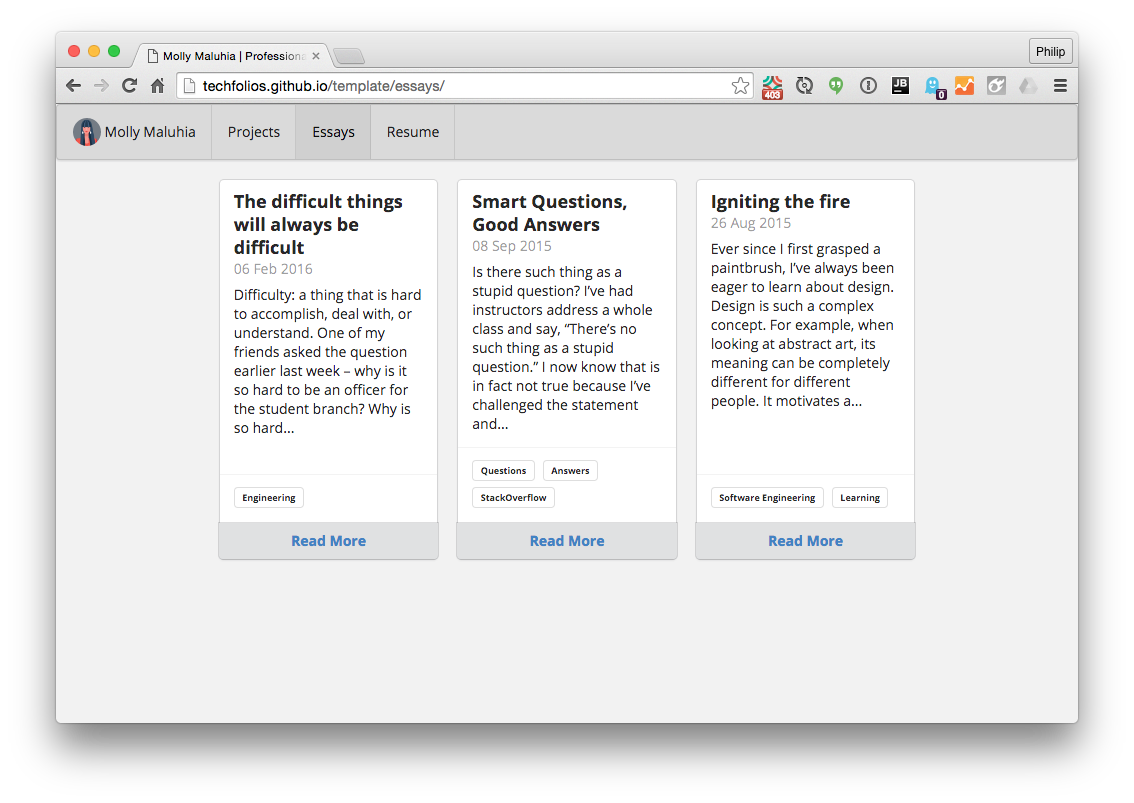 Molly Maluhia | Professiona
Philip
techfolios.github.io/template/essays/
403
JB
0
Molly Maluhia
Projects
Essays
Resume
The difficult things
will always be
difficult
06 Feb 2016
Difficulty: a thing that is hard
to accomplish, deal with, or
understand. One of my
friends asked the question
earlier last week – why is it
so hard to be an officer for
the student branch? Why is
so hard...
Engineering
Read More
Smart Questions,
Good Answers
08 Sep 2015
Is there such thing as a
stupid question? I’ve had
instructors address a whole
class and say, “There’s no
such thing as a stupid
question.” I now know that is
in fact not true because I’ve
challenged the statement
and...
Questions
Answers
StackOverflow
Read More
Igniting the fire
26 Aug 2015
Ever since I first grasped a
paintbrush, I’ve always been
eager to learn about design.
Design is such a complex
concept. For example, when
looking at abstract art, its
meaning can be completely
different for different
people. It motivates a...
Software Engineering
Learning
Read More